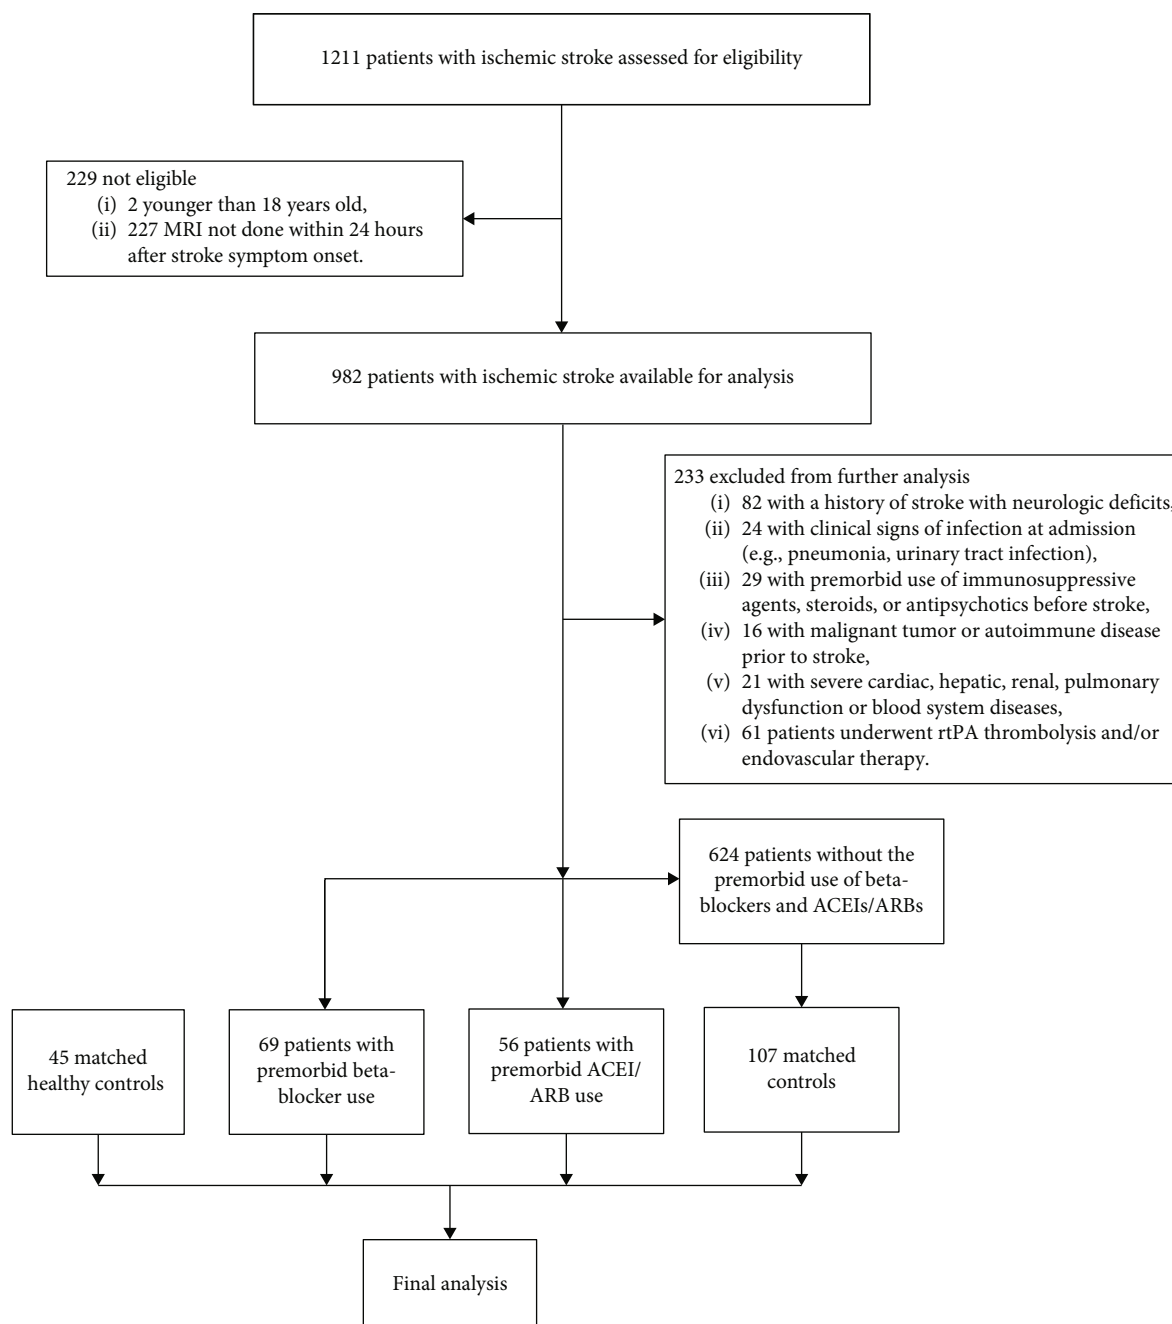 1211 patients with ischemic stroke assessed for eligibility
229 not eligible
(i) 2 younger than 18 years old,
(ii) 227 MRI not done within 24 hours
after stroke symptom onset.
982 patients with ischemic stroke available for analysis
233 excluded from further analysis
(i) 82 with a history of stroke with neurologic deficits,
(ii) 24 with clinical signs of infection at admission
(e.g., pneumonia, urinary tract infection),
(iii) 29 with premorbid use of immunosuppressive
agents, steroids, or antipsychotics before stroke,
(iv) 16 with malignant tumor or autoimmune disease
prior to stroke,
(v) 21 with severe cardiac, hepatic, renal, pulmonary
dysfunction or blood system diseases,
(vi) 61 patients underwent rtPA thrombolysis and/or
endovascular therapy.
624 patients without the
premorbid use of beta-
blockers and ACEIs/ARBs
45 matched
healthy controls
69 patients with
premorbid beta-
blocker use
56 patients with
premorbid ACEI/
ARB use
107 matched
controls
Final analysis